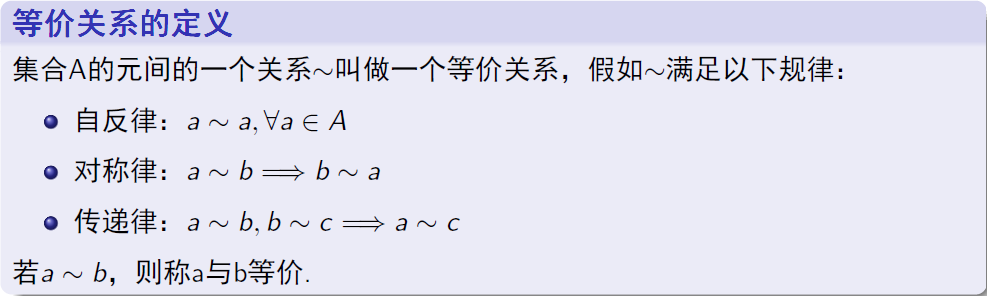 等价关系的定义
集合A的元间的一个关系∼叫做一个等价关系，假如∼满足以下规律：
自反律：a ∼ a, ∀a ∈ A
对称律：a ∼ b ⟹ b ∼ a
传递律：a ∼ b, b ∼ c ⟹ a ∼ c
若a ∼ b，则称a与b等价.